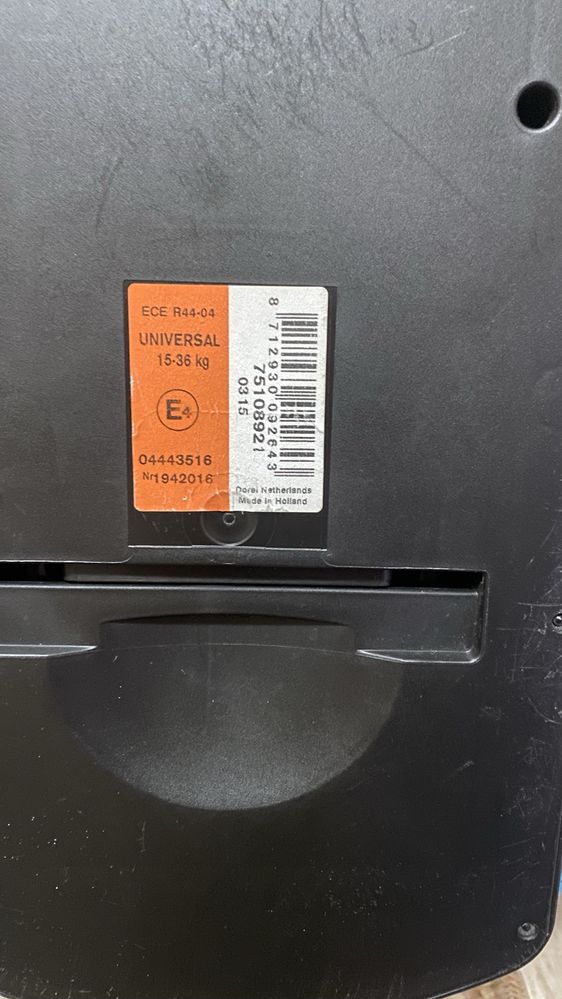 ECE R44-04
UNIVERSAL
15-36 kg
E4
04443516
Nr1942016
8 712930 092643
75108921
0315
Dorel Netherlands
Made in Holland